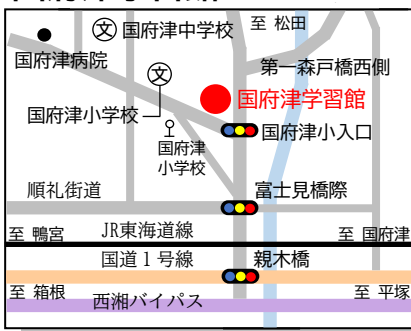 文 国府津中学校
至 松田
国府津病院
文
第一森戸橋西側
国府津小学校
国府津学習館
国府津
小学校
国府津小入口
順礼街道
富士見橋際
至 鴨宮
JR東海道線
至 国府津
国道1号線
親木橋
至 箱根
西湘バイパス
至 平塚